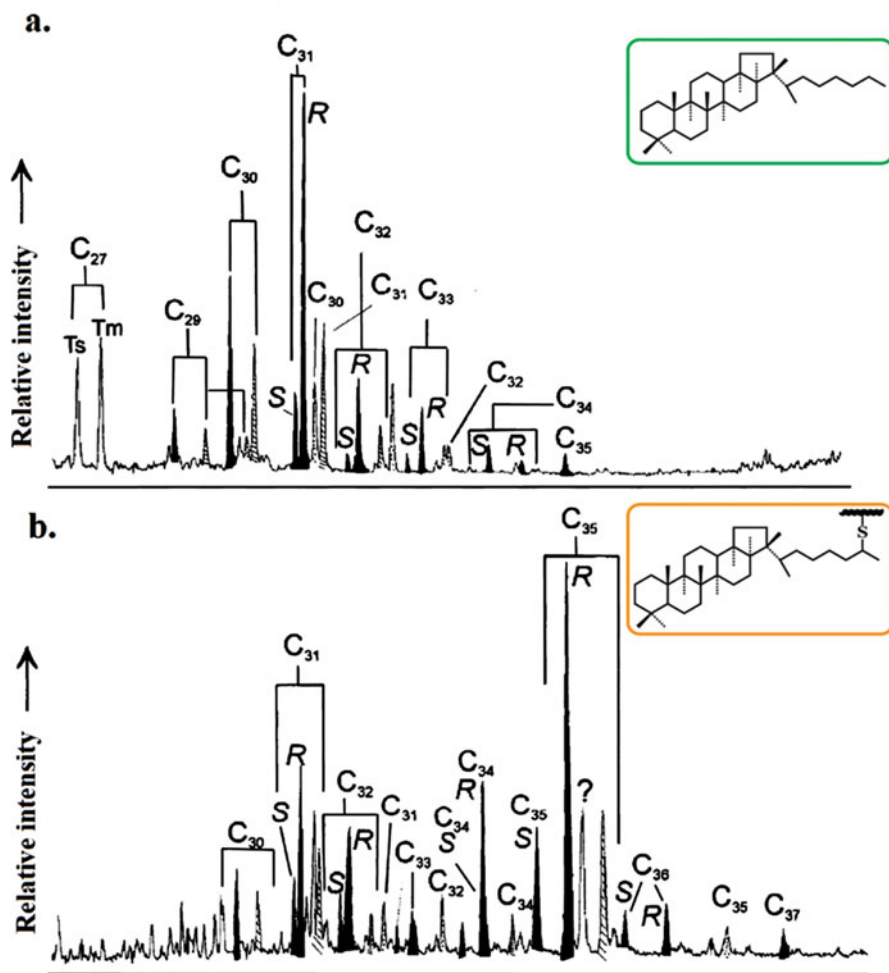 a.
C31
R
C30
C32
C27
C30
C31
C33
Ts
Tm
C29
S
R
S
S
R
C32
C34
S
R
C35
Relative intensity
b.
C35
R
S
C31
R
C34
R
?
C32
C35
S
C34
S
S
C31
R
C30
C33
C36
S
C32
C34
S
R
C35
C37
Relative intensity